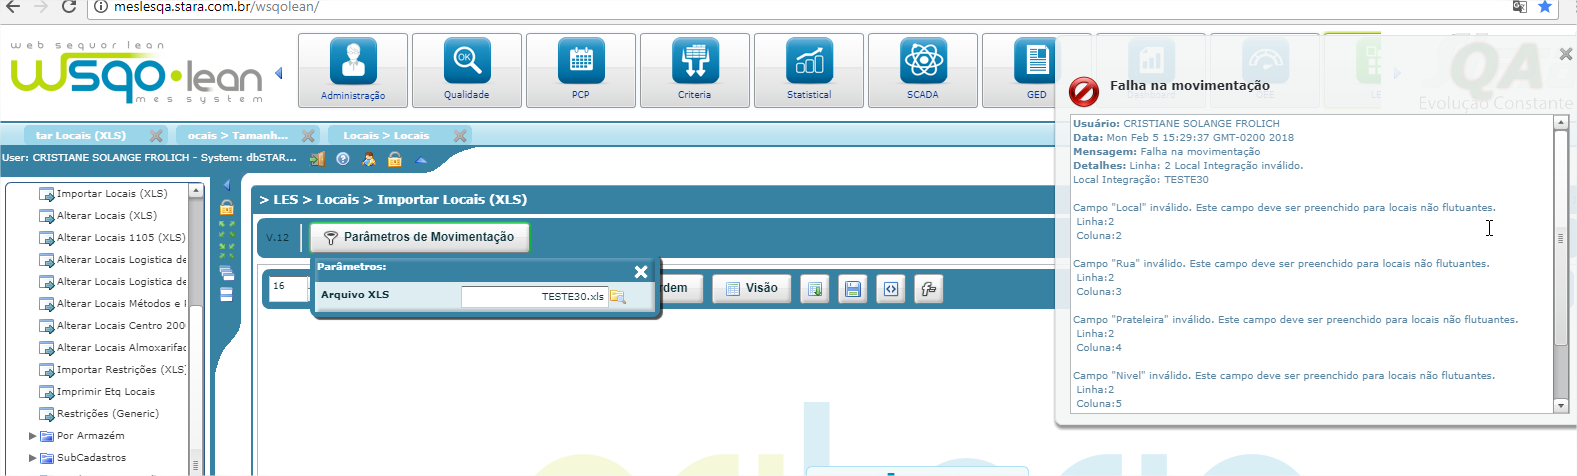 meslesqa.stara.com.br/wsqolean/
web sequor lean
wsqo lean
mes system
Administração
Qualidade
PCP
Criteria
Statistical
SCADA
GED
QA
Evolução Constante
Falha na movimentação
Usuário: CRISTIANE SOLANGE FROLICH
Data: Mon Feb 5 15:29:37 GMT-0200 2018
Mensagem: Falha na movimentação
Detalhes: Linha: 2 Local Integração inválido.
Local Integração: TESTE30
Campo "Local" inválido. Este campo deve ser preenchido para locais não flutuantes.
Linha:2
Coluna:2
Campo "Rua" inválido. Este campo deve ser preenchido para locais não flutuantes.
Linha:2
Coluna:3
Campo "Prateleira" inválido. Este campo deve ser preenchido para locais não flutuantes.
Linha:2
Coluna:4
Campo "Nivel" inválido. Este campo deve ser preenchido para locais não flutuantes.
Linha:2
Coluna:5
tar Locais (XLS)
ocais > Tamanh...
Locais > Locais
User: CRISTIANE SOLANGE FROLICH - System: dbSTAR...
Importar Locais (XLS)
Alterar Locais (XLS)
Alterar Locais 1105 (XLS)
Alterar Locais Logistica de
Alterar Locais Logistica de
Alterar Locais Métodos e
Alterar Locais Centro 200
Alterar Locais Almoxarifac
Importar Restrições (XLS)
Imprimir Etq Locais
Restrições (Generic)
Por Armazém
SubCadastros
> LES > Locais > Importar Locais (XLS)
V.12
Parâmetros de Movimentação
Parâmetros:
Arquivo XLS
TESTE30.xls
16
rdem
Visão